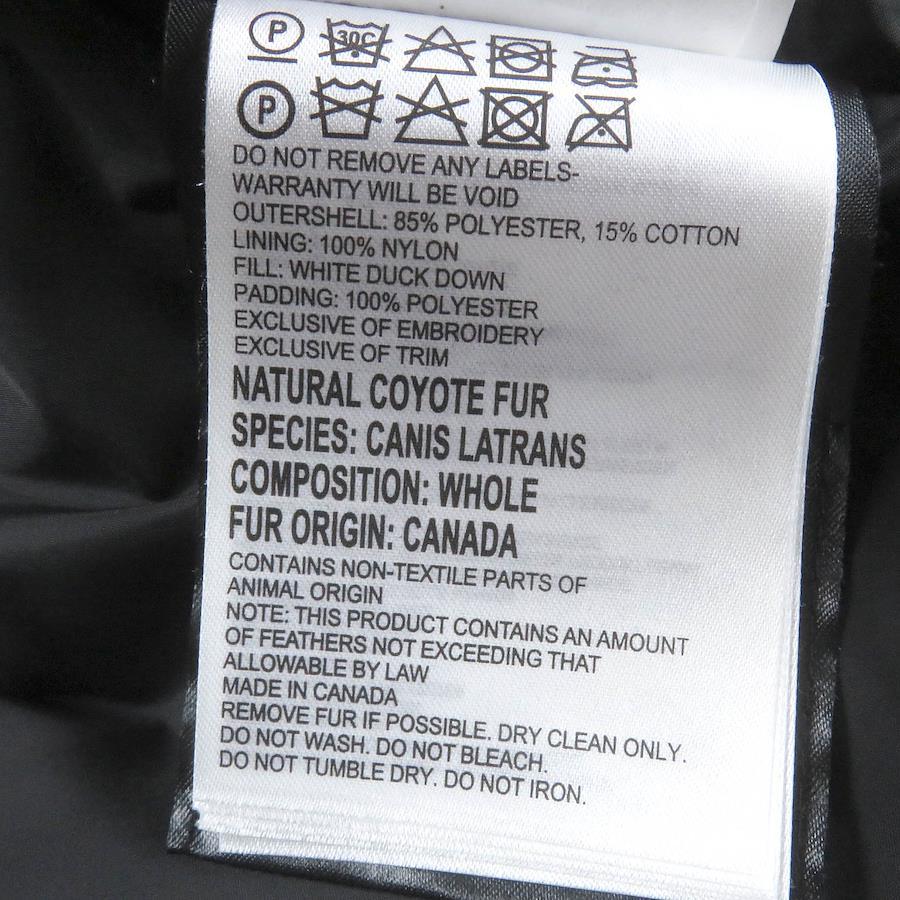 P 30C
P
DO NOT REMOVE ANY LABELS-
WARRANTY WILL BE VOID
OUTERSHELL: 85% POLYESTER, 15% COTTON
LINING: 100% NYLON
FILL: WHITE DUCK DOWN
PADDING: 100% POLYESTER
EXCLUSIVE OF EMBROIDERY
EXCLUSIVE OF TRIM
NATURAL COYOTE FUR
SPECIES: CANIS LATRANS
COMPOSITION: WHOLE
FUR ORIGIN: CANADA
CONTAINS NON-TEXTILE PARTS OF
ANIMAL ORIGIN
NOTE: THIS PRODUCT CONTAINS AN AMOUNT
OF FEATHERS NOT EXCEEDING THAT
ALLOWABLE BY LAW
MADE IN CANADA
REMOVE FUR IF POSSIBLE. DRY CLEAN ONLY.
DO NOT WASH. DO NOT BLEACH.
DO NOT TUMBLE DRY. DO NOT IRON.